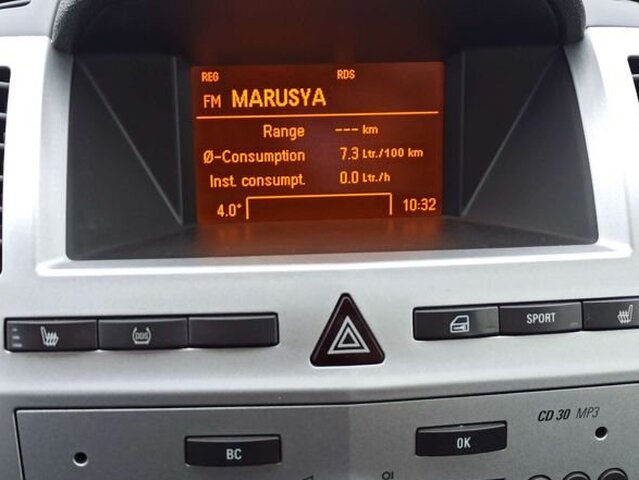 REG RDS
FM MARUSYA
Range --- km
Ø-Consumption 7.3 Ltr./100 km
Inst. consumpt. 0.0 Ltr./h
4.0° 10:32
DDS
SPORT
CD 30 MP3
BC OK